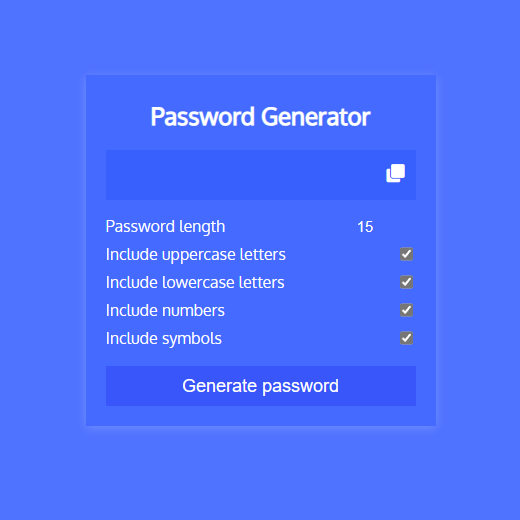 Password Generator
Password length 15
Include uppercase letters
Include lowercase letters
Include numbers
Include symbols
Generate password